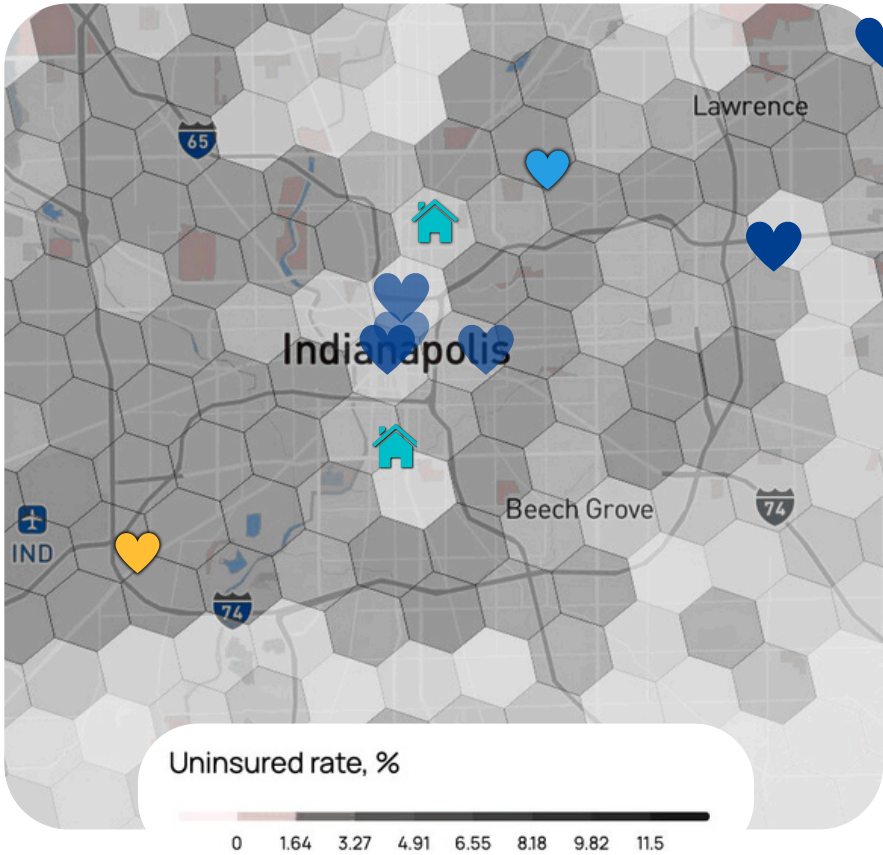 Lawrence
65
Indianapolis
Beech Grove
74
IND
74
Uninsured rate, %
0 1.64 3.27 4.91 6.55 8.18 9.82 11.5